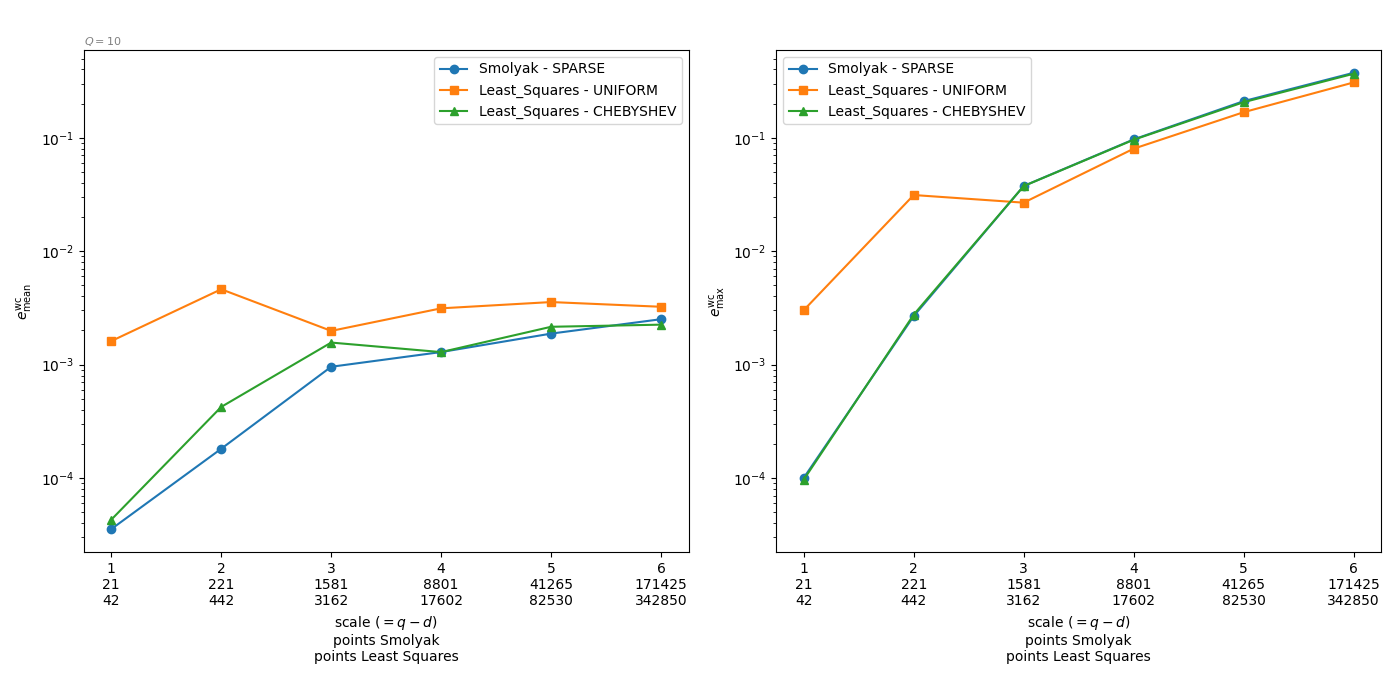 Q = 10
Smolyak - SPARSE
Least_Squares - UNIFORM
Least_Squares - CHEBYSHEV
10⁻¹
10⁻²
10⁻³
10⁻⁴
e^wc_mean
1 2 3 4 5 6
21 221 1581 8801 41265 171425
42 442 3162 17602 82530 342850
scale (= q − d)
points Smolyak
points Least Squares
Smolyak - SPARSE
Least_Squares - UNIFORM
Least_Squares - CHEBYSHEV
10⁻¹
10⁻²
10⁻³
10⁻⁴
e^wc_max
1 2 3 4 5 6
21 221 1581 8801 41265 171425
42 442 3162 17602 82530 342850
scale (= q − d)
points Smolyak
points Least Squares